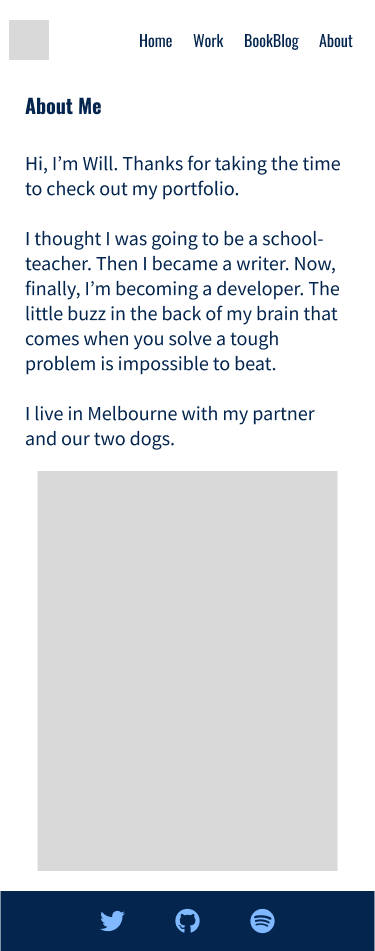 Home Work BookBlog About
About Me
Hi, I’m Will. Thanks for taking the time
to check out my portfolio.
I thought I was going to be a school-
teacher. Then I became a writer. Now,
finally, I’m becoming a developer. The
little buzz in the back of my brain that
comes when you solve a tough
problem is impossible to beat.
I live in Melbourne with my partner
and our two dogs.